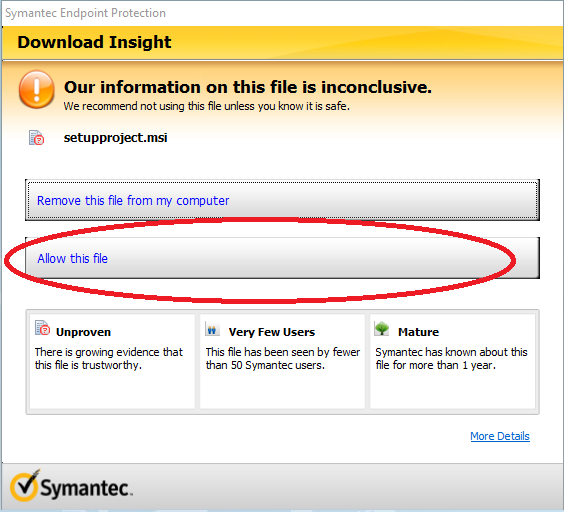 Symantec Endpoint Protection
Download Insight
Our information on this file is inconclusive.
We recommend not using this file unless you know it is safe.
setupproject.msi
Remove this file from my computer
Allow this file
Unproven
There is growing evidence that
this file is trustworthy.
Very Few Users
This file has been seen by fewer
than 50 Symantec users.
Mature
Symantec has known about this
file for more than 1 year.
More Details
Symantec.